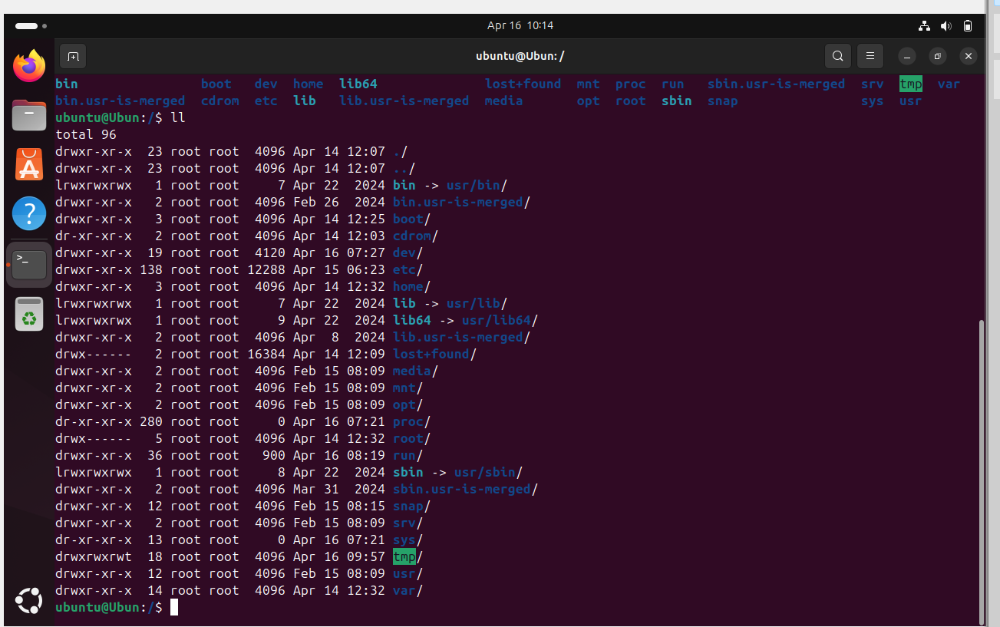 Apr 16 10:14
ubuntu@Ubun: /
bin boot dev home lib64 lost+found mnt proc run sbin.usr-is-merged srv tmp var
bin.usr-is-merged cdrom etc lib lib.usr-is-merged media opt root sbin snap sys usr
ubuntu@Ubun:/$ ll
total 96
drwxr-xr-x 23 root root 4096 Apr 14 12:07 ./
drwxr-xr-x 23 root root 4096 Apr 14 12:07 ../
lrwxrwxrwx 1 root root 7 Apr 22 2024 bin -> usr/bin/
drwxr-xr-x 2 root root 4096 Feb 26 2024 bin.usr-is-merged/
drwxr-xr-x 3 root root 4096 Apr 14 12:25 boot/
dr-xr-xr-x 2 root root 4096 Apr 14 12:03 cdrom/
drwxr-xr-x 19 root root 4120 Apr 16 07:27 dev/
drwxr-xr-x 138 root root 12288 Apr 15 06:23 etc/
drwxr-xr-x 3 root root 4096 Apr 14 12:32 home/
lrwxrwxrwx 1 root root 7 Apr 22 2024 lib -> usr/lib/
lrwxrwxrwx 1 root root 9 Apr 22 2024 lib64 -> usr/lib64/
drwxr-xr-x 2 root root 4096 Apr 8 2024 lib.usr-is-merged/
drwx------ 2 root root 16384 Apr 14 12:09 lost+found/
drwxr-xr-x 2 root root 4096 Feb 15 08:09 media/
drwxr-xr-x 2 root root 4096 Feb 15 08:09 mnt/
drwxr-xr-x 2 root root 4096 Feb 15 08:09 opt/
dr-xr-xr-x 280 root root 0 Apr 16 07:21 proc/
drwx------ 5 root root 4096 Apr 14 12:32 root/
drwxr-xr-x 36 root root 900 Apr 16 08:19 run/
lrwxrwxrwx 1 root root 8 Apr 22 2024 sbin -> usr/sbin/
drwxr-xr-x 2 root root 4096 Mar 31 2024 sbin.usr-is-merged/
drwxr-xr-x 12 root root 4096 Feb 15 08:15 snap/
drwxr-xr-x 2 root root 4096 Feb 15 08:09 srv/
dr-xr-xr-x 13 root root 0 Apr 16 07:21 sys/
drwxrwxrwt 18 root root 4096 Apr 16 09:57 tmp/
drwxr-xr-x 12 root root 4096 Feb 15 08:09 usr/
drwxr-xr-x 14 root root 4096 Apr 14 12:32 var/
ubuntu@Ubun:/$